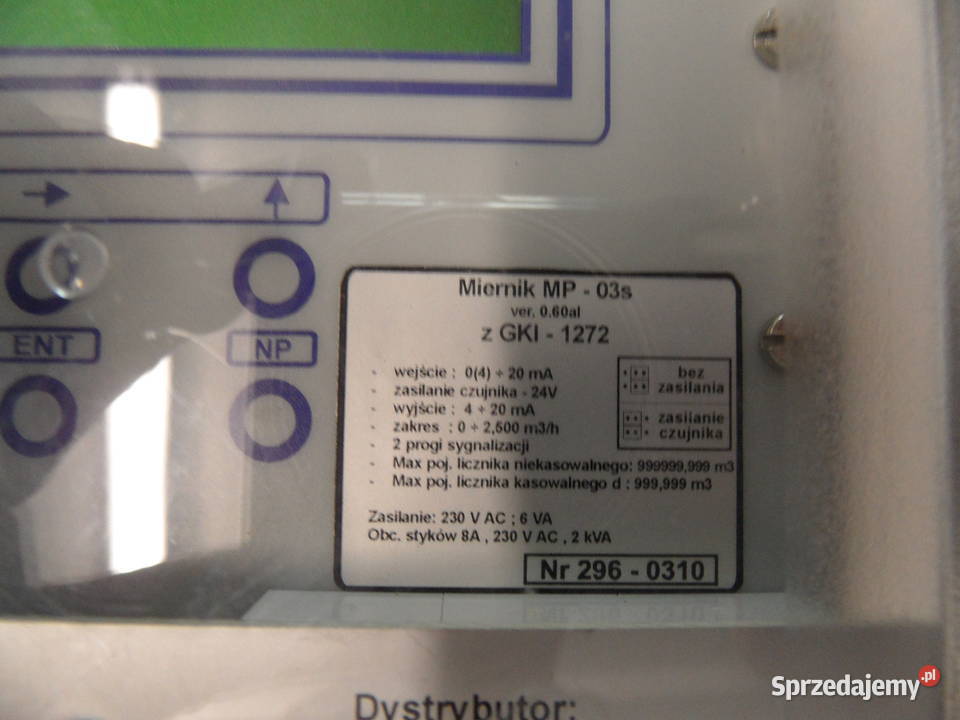 ENT
NP
Miernik MP - 03s
ver. 0.60al
z GKI - 1272
- wejście : 0(4) ÷ 20 mA
- zasilanie czujnika - 24V
- wyjście : 4 ÷ 20 mA
- zakres : 0 ÷ 2,500 m3/h
- 2 progi sygnalizacji
- Max poj. licznika niekasowalnego: 999999,999 m3
- Max poj. licznika kasowalnego d : 999,999 m3
bez
zasilania
zasilanie
czujnika
Zasilanie: 230 V AC ; 6 VA
Obc. styków 8A , 230 V AC , 2 kVA
Nr 296 - 0310
Dystrybutor:
Sprzedajemy.pl